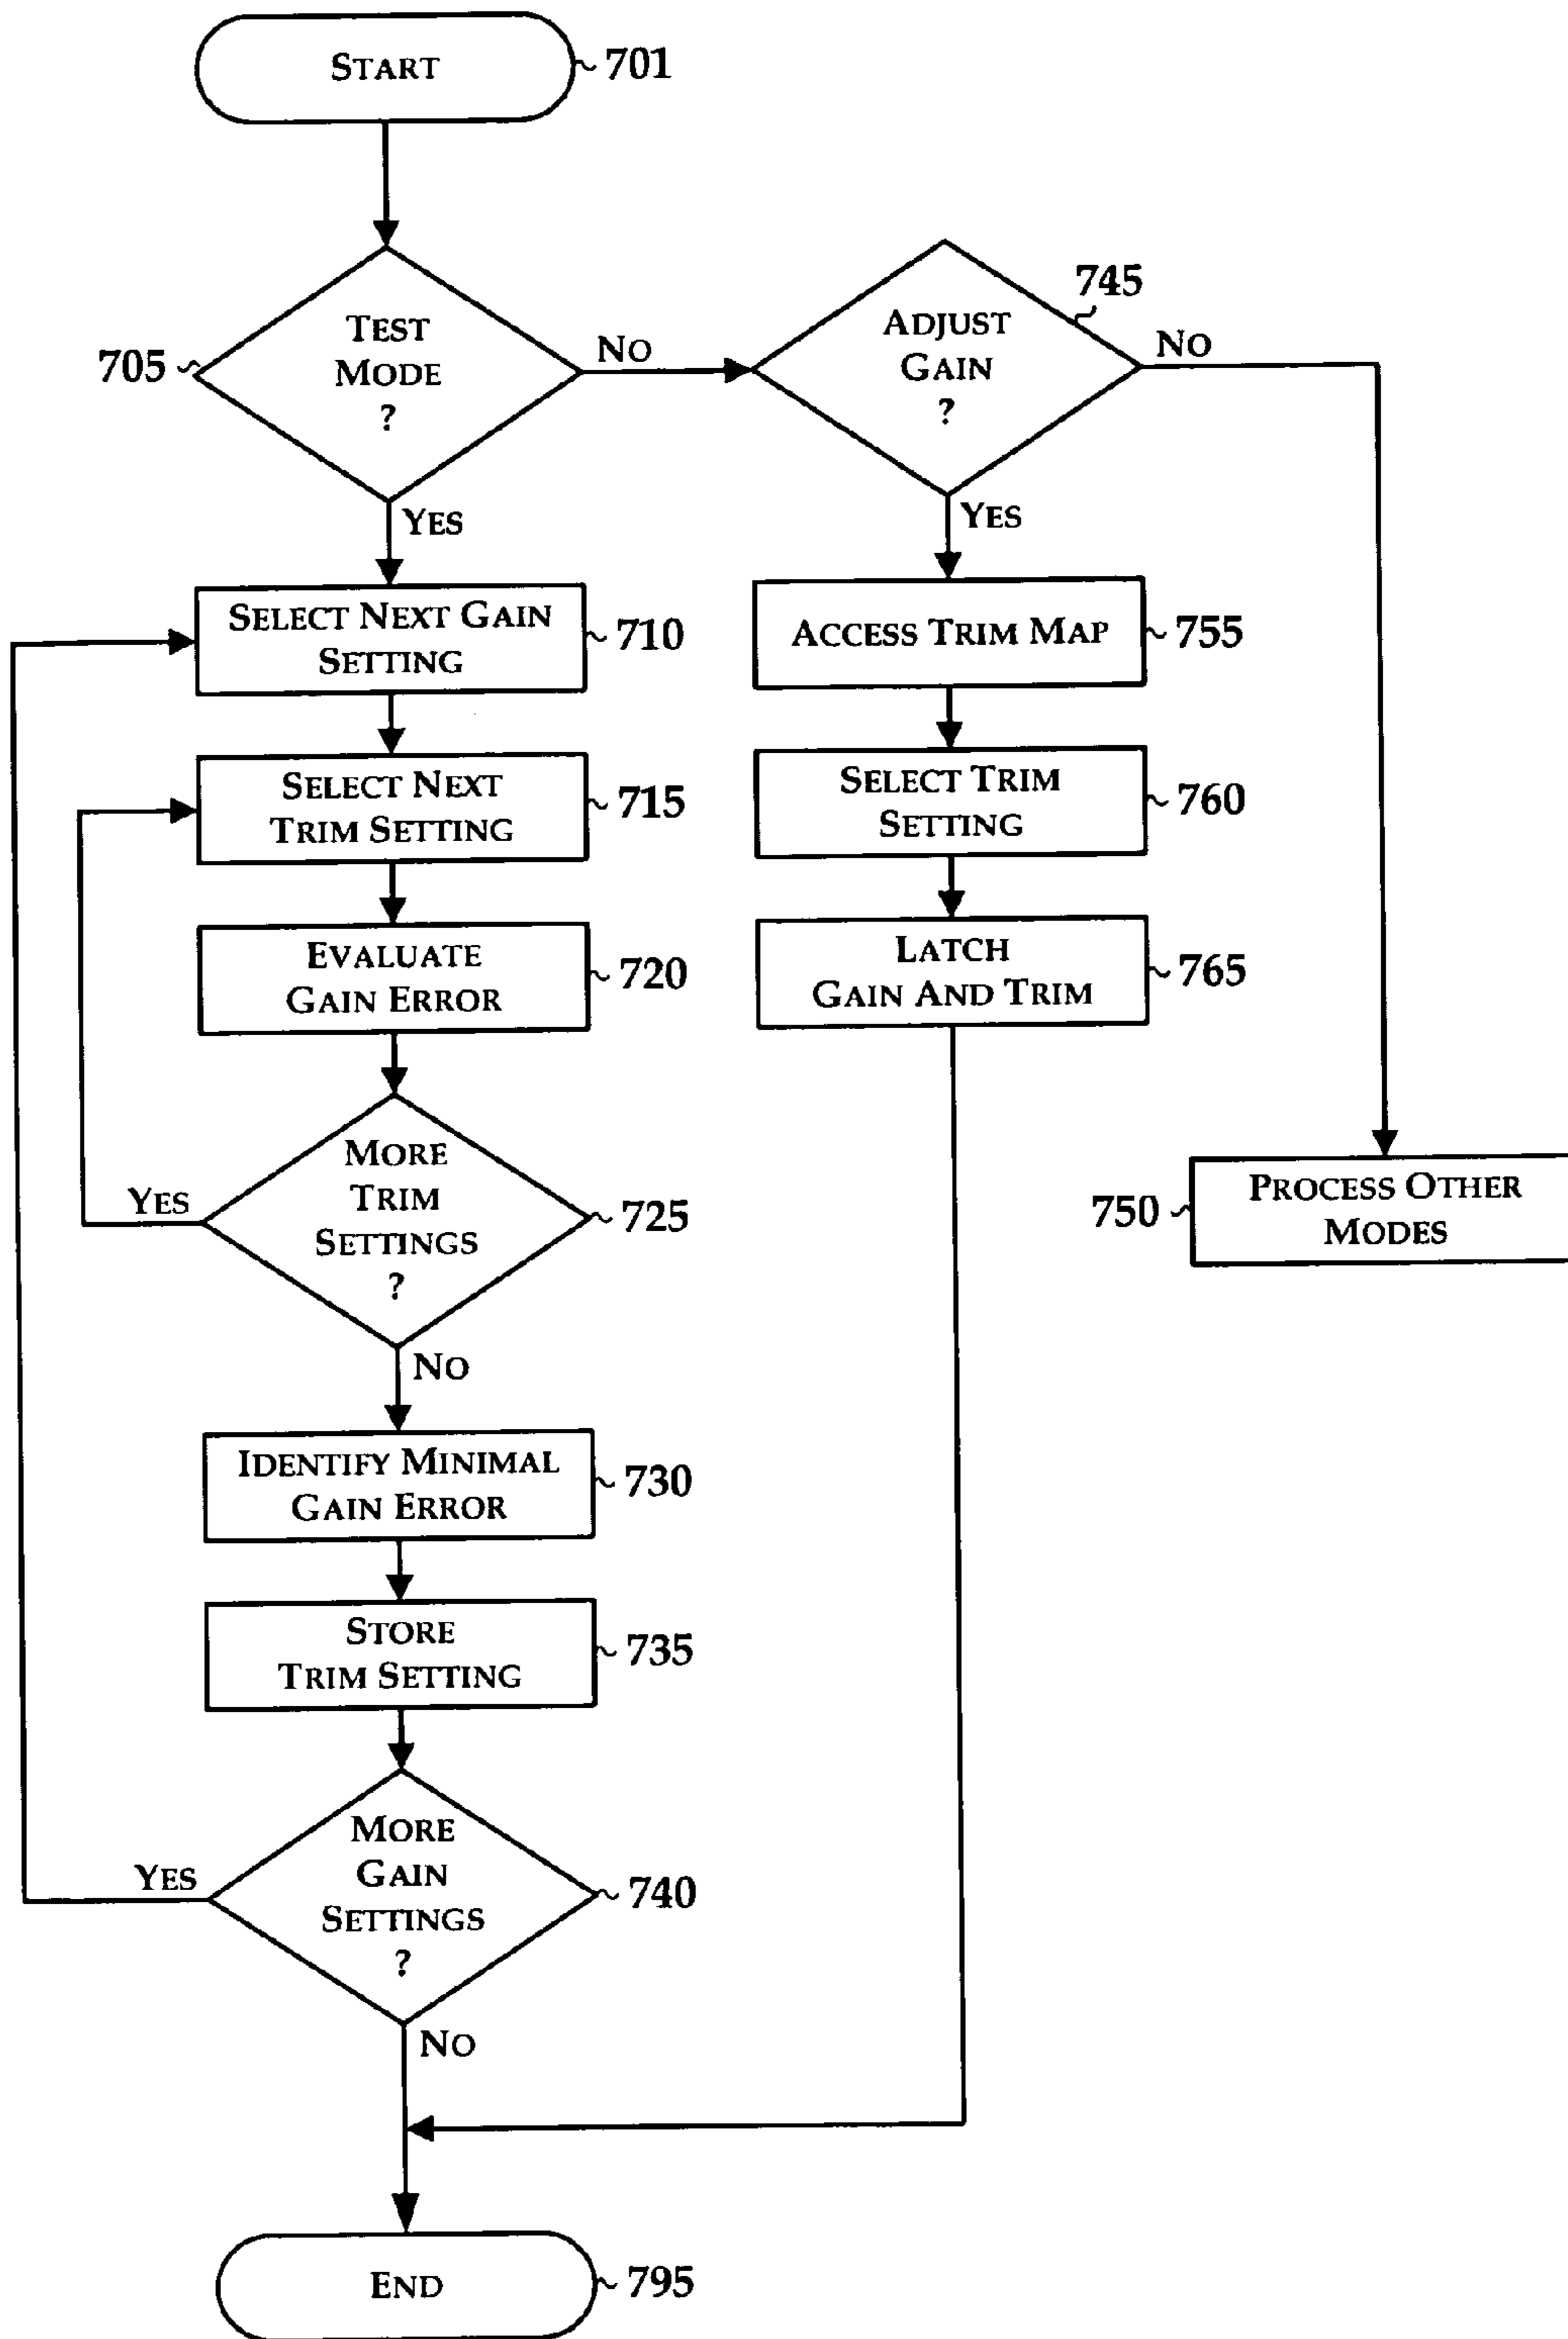 START
701
TEST
MODE
?
705
NO
YES
ADJUST
GAIN
?
745
NO
YES
SELECT NEXT GAIN
SETTING
710
ACCESS TRIM MAP
755
SELECT NEXT
TRIM SETTING
715
SELECT TRIM
SETTING
760
EVALUATE
GAIN ERROR
720
LATCH
GAIN AND TRIM
765
MORE
TRIM
SETTINGS
?
725
YES
NO
PROCESS OTHER
MODES
750
IDENTIFY MINIMAL
GAIN ERROR
730
STORE
TRIM SETTING
735
MORE
GAIN
SETTINGS
?
740
YES
NO
END
795